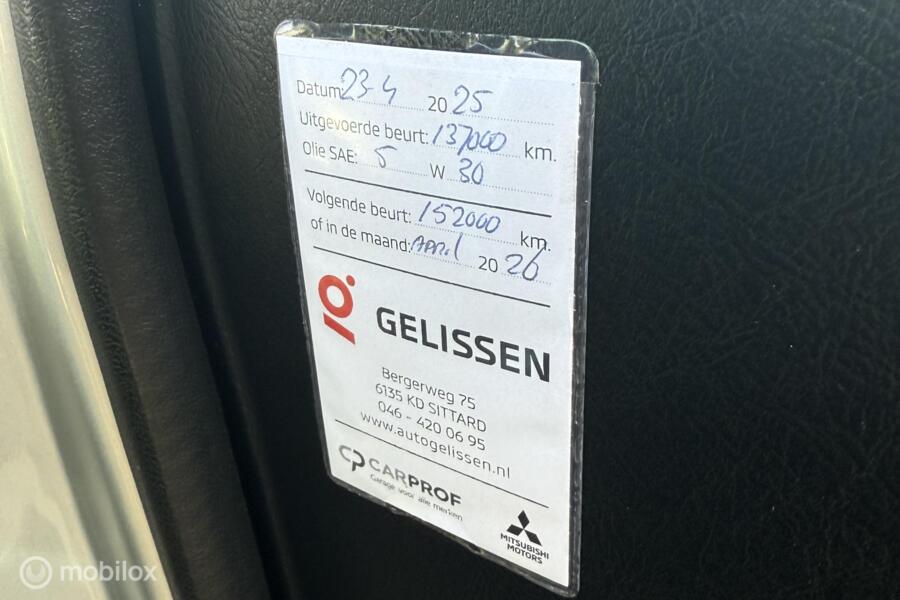 Datum 23-4 2025
Uitgevoerde beurt: 137000 km.
Olie SAE: 5 W 30
Volgende beurt: 152000 km.
of in de maand: April 2026
GELISSEN
Bergerweg 75
6135 KD SITTARD
046 - 420 06 95
www.autogelissen.nl
CARPROF
Garage voor alle merken
MITSUBISHI
MOTORS
mobilox